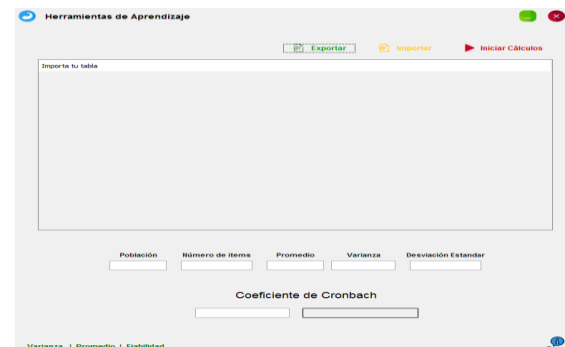 Herramientas de Aprendizaje
Exportar Importar Iniciar Cálculos
Importa tu tabla
Población Número de items Promedio Varianza Desviación Estandar
Coeficiente de Cronbach
Varianza | Promedio | Fiabilidad